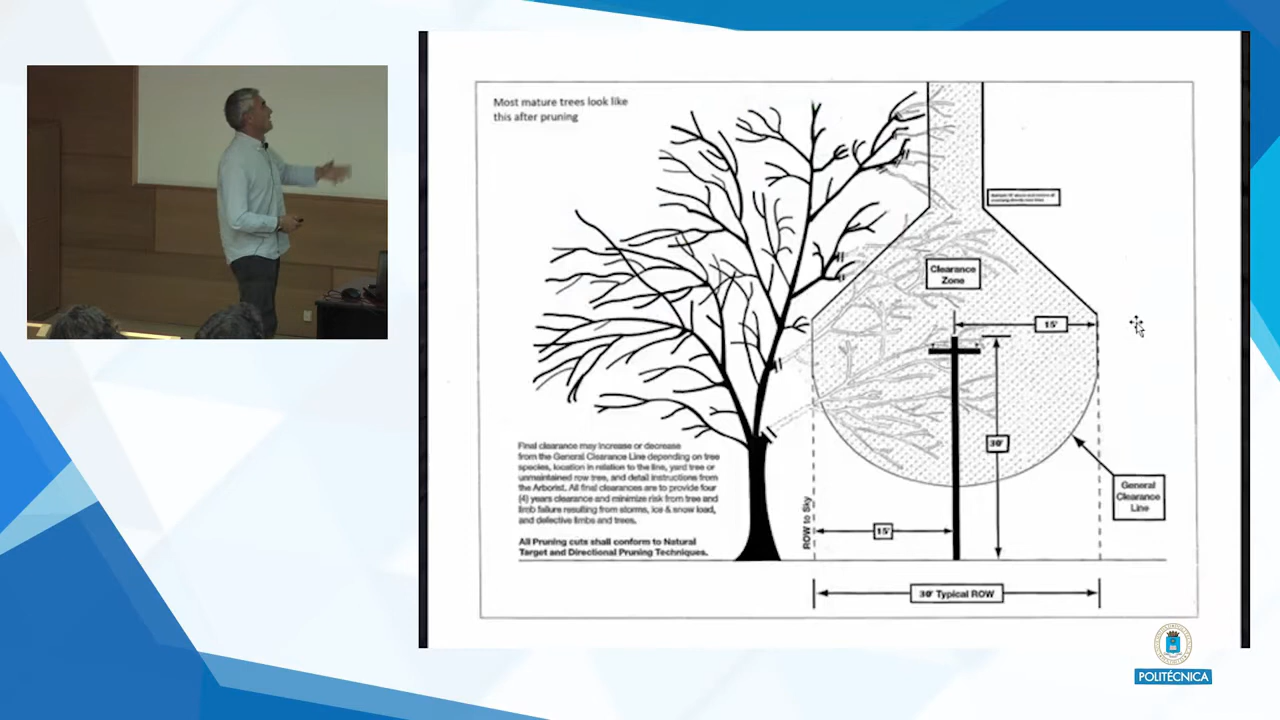 Most mature trees look like
this after pruning
Clearance
Zone
15'
30'
General
Clearance
Line
Final clearance may increase or decrease
from the General Clearance Line depending on tree
species, location in relation to the line, yard tree or
unmaintained row tree, and detail instructions from
the Arborist. All final clearances are to provide four
(4) years clearance and minimize risk from tree and
limb failure resulting from storms, ice & snow load,
and defective limbs and trees.
All Pruning cuts shall conform to Natural
Target and Directional Pruning Techniques.
ROW to Sky
15'
30' Typical ROW
POLITÉCNICA